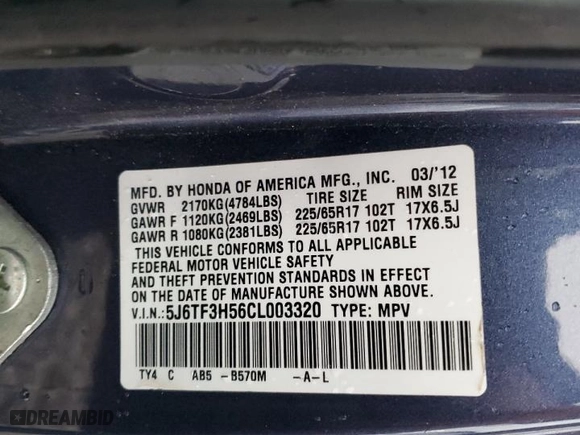 MFD. BY HONDA OF AMERICA MFG., INC. 03/'12
GVWR 2170KG(4784LBS) TIRE SIZE RIM SIZE
GAWR F 1120KG(2469LBS) 225/65R17 102T 17X6.5J
GAWR R 1080KG(2381LBS) 225/65R17 102T 17X6.5J
THIS VEHICLE CONFORMS TO ALL APPLICABLE
FEDERAL MOTOR VEHICLE SAFETY
AND THEFT PREVENTION STANDARDS IN EFFECT
ON THE DATE OF MANUFACTURE SHOWN ABOVE.
V.I.N.:5J6TF3H56CL003320 TYPE: MPV
TY4 C AB5 -B570M -A-L
DREAMBID